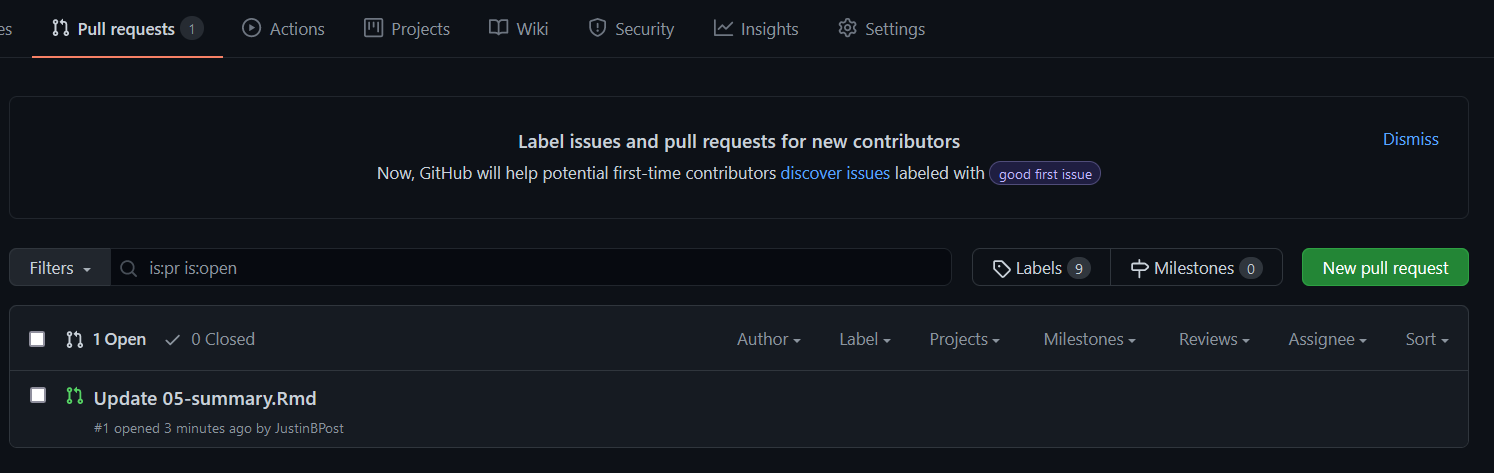 es Pull requests 1 Actions Projects Wiki Security Insights Settings
Label issues and pull requests for new contributors
Dismiss
Now, GitHub will help potential first-time contributors discover issues labeled with good first issue
Filters is:pr is:open Labels 9 Milestones 0 New pull request
1 Open 0 Closed Author Label Projects Milestones Reviews Assignee Sort
Update 05-summary.Rmd
#1 opened 3 minutes ago by JustinBPost